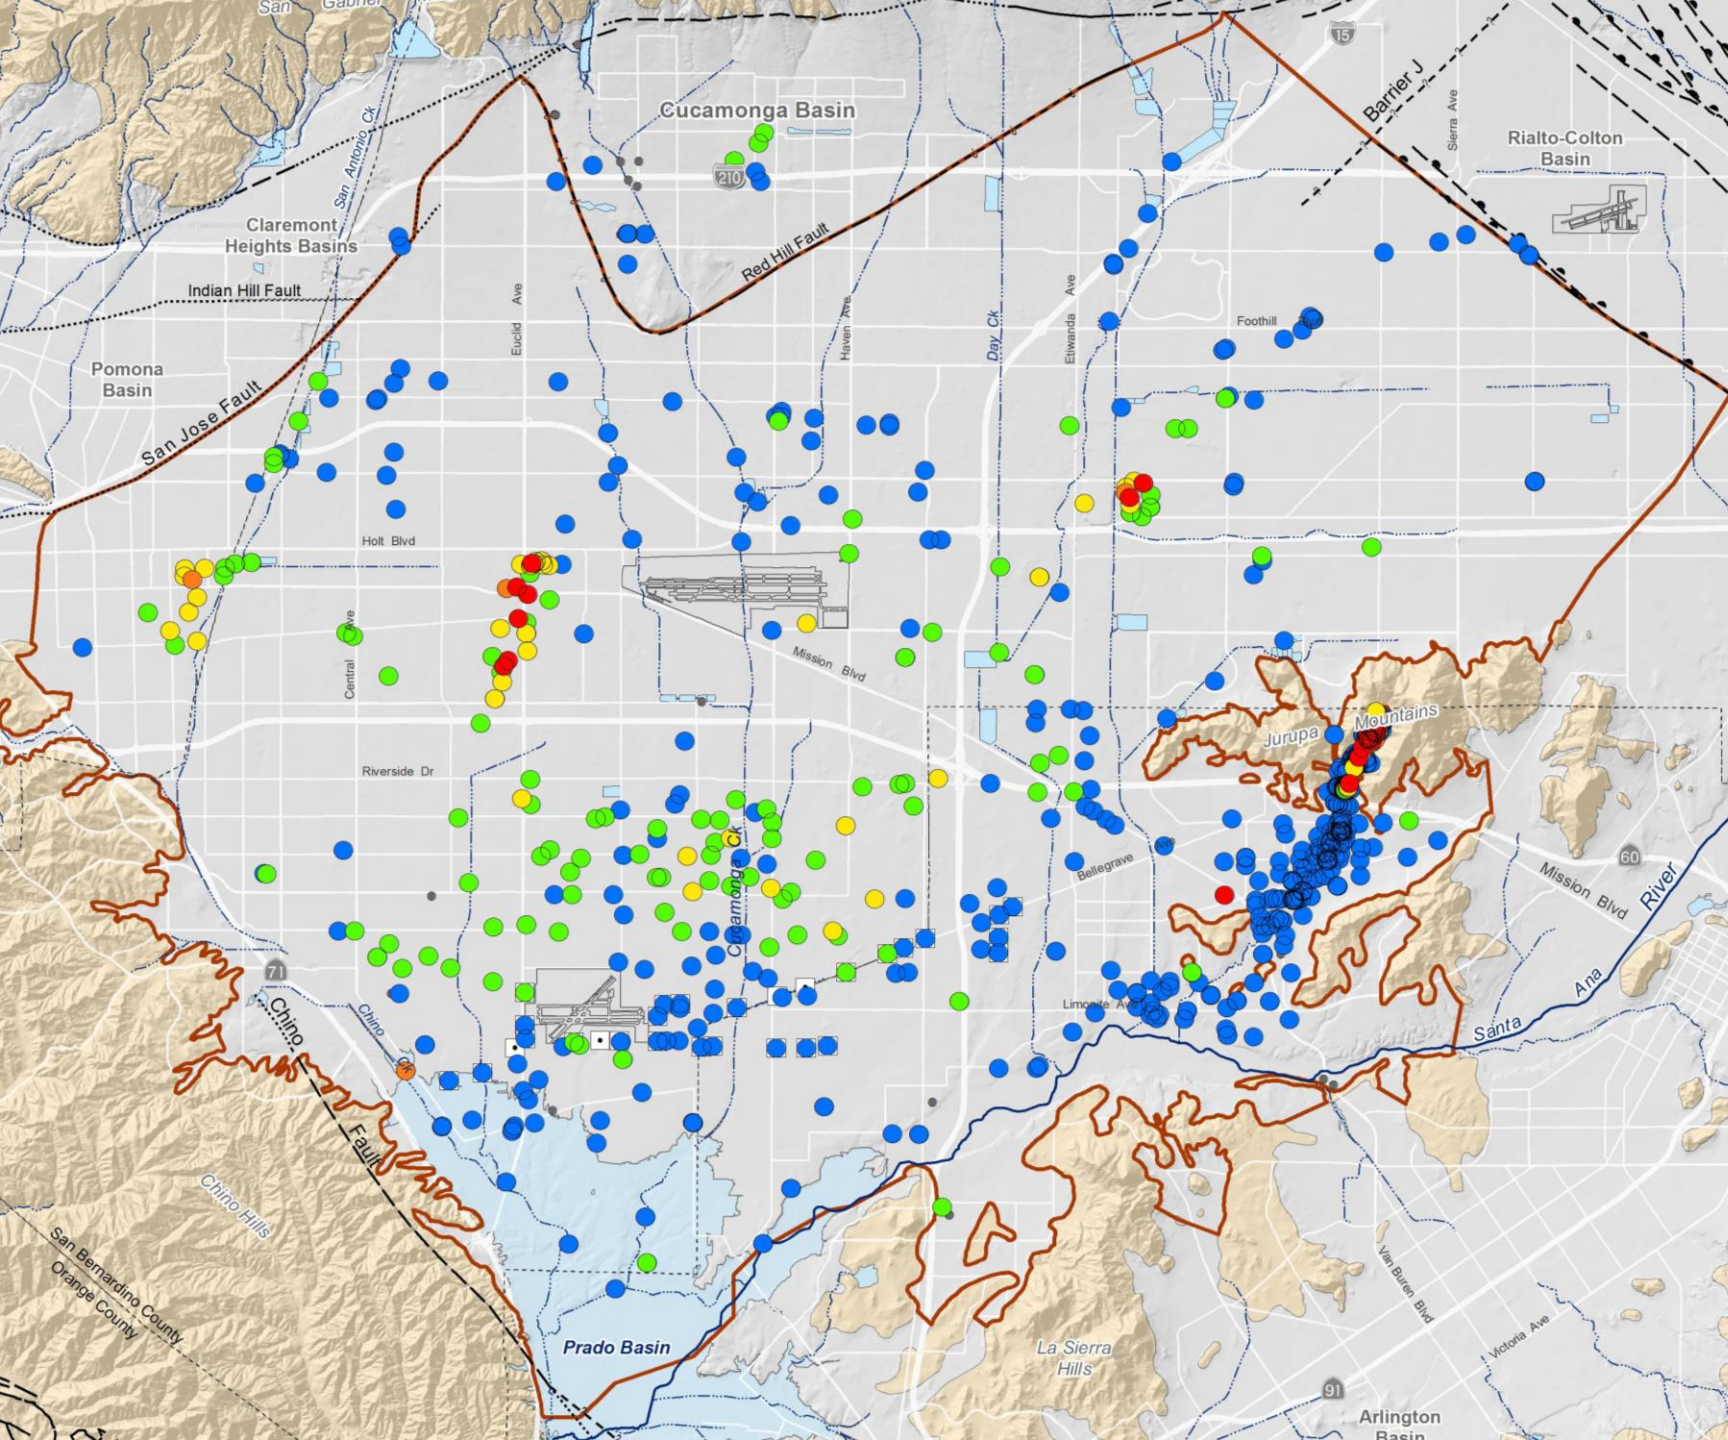 San Gabriel
15
Barrier J
Sierra Ave
Rialto-Colton
Basin
Cucamonga Basin
San Antonio Ck
210
Claremont
Heights Basins
Red Hill Fault
Indian Hill Fault
Euclid Ave
Haven Ave
Day Ck
Etiwanda Ave
Foothill
Pomona
Basin
San Jose Fault
Holt Blvd
Central Ave
Mission Blvd
Jurupa Mountains
Riverside Dr
Cucamonga Ck
Bellegrave Ave
60
Mission Blvd
River
71
Chino
Chino Ck
Limonite Ave
Ana
Santa
Fault
Chino Hills
San Bernardino County
Orange County
Van Buren Blvd
Victoria Ave
Prado Basin
La Sierra
Hills
91
Arlington
Basin